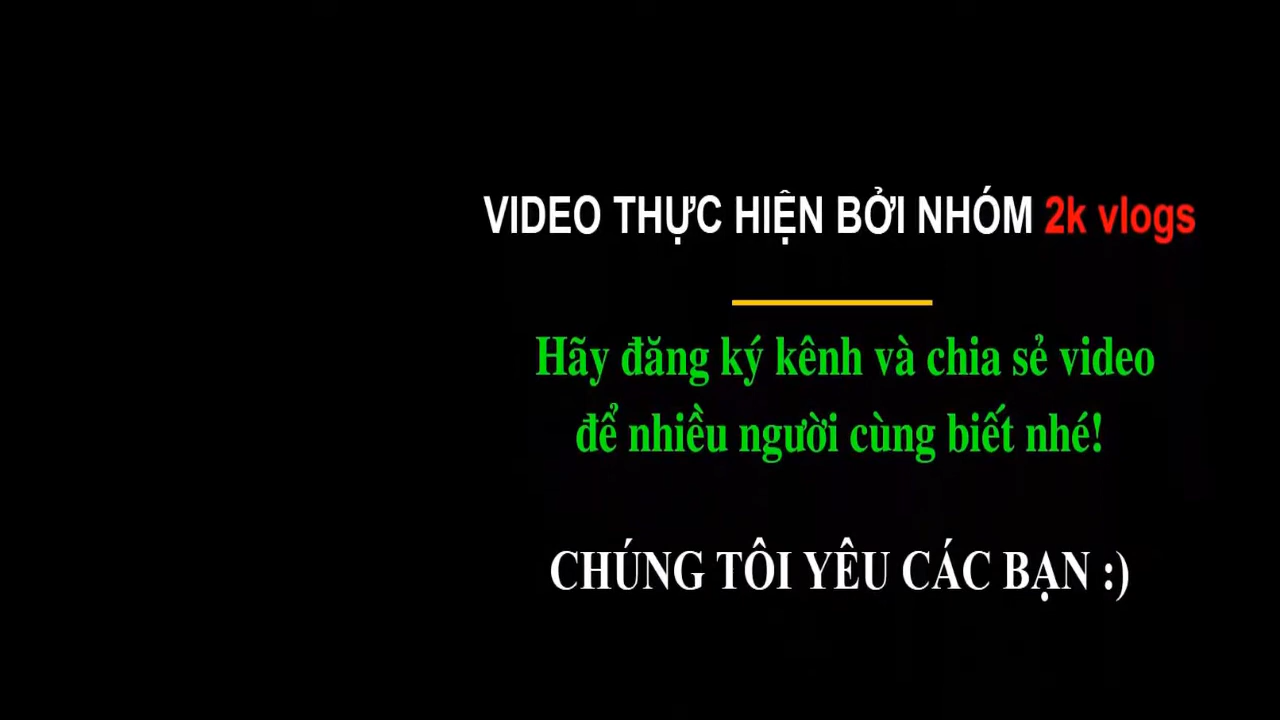 VIDEO THỰC HIỆN BỞI NHÓM 2k vlogs
Hãy đăng ký kênh và chia sẻ video
để nhiều người cùng biết nhé!
CHÚNG TÔI YÊU CÁC BẠN :)